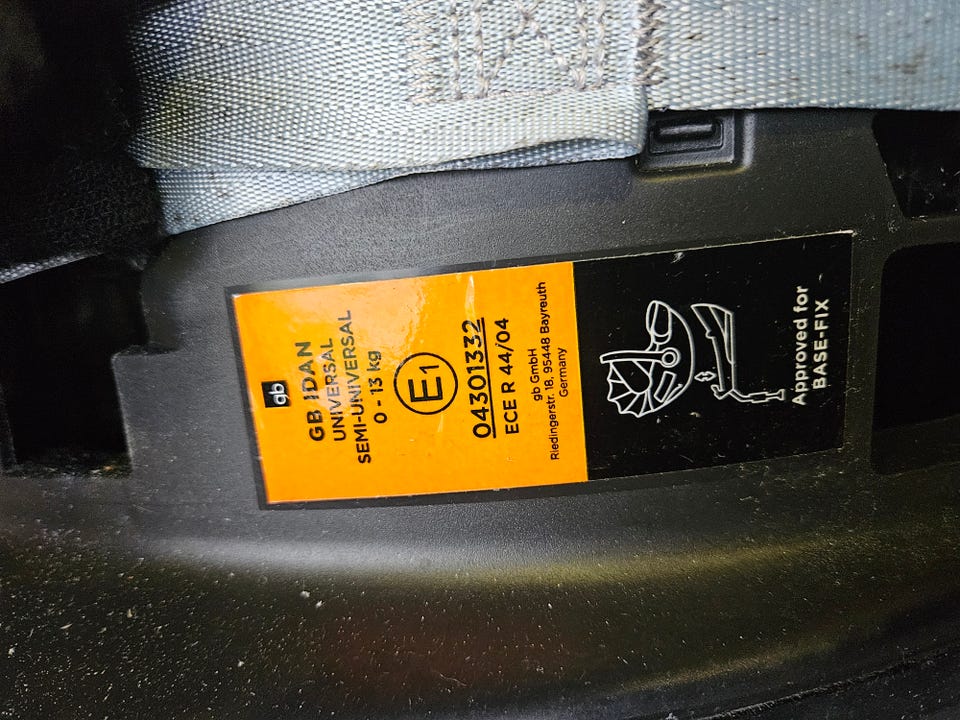 gb
GB IDAN
UNIVERSAL
SEMI-UNIVERSAL
0 - 13 kg
E1
04301332
ECE R 44/04
gb GmbH
Riedingerstr. 18, 95448 Bayreuth
Germany
Approved for
BASE-FIX